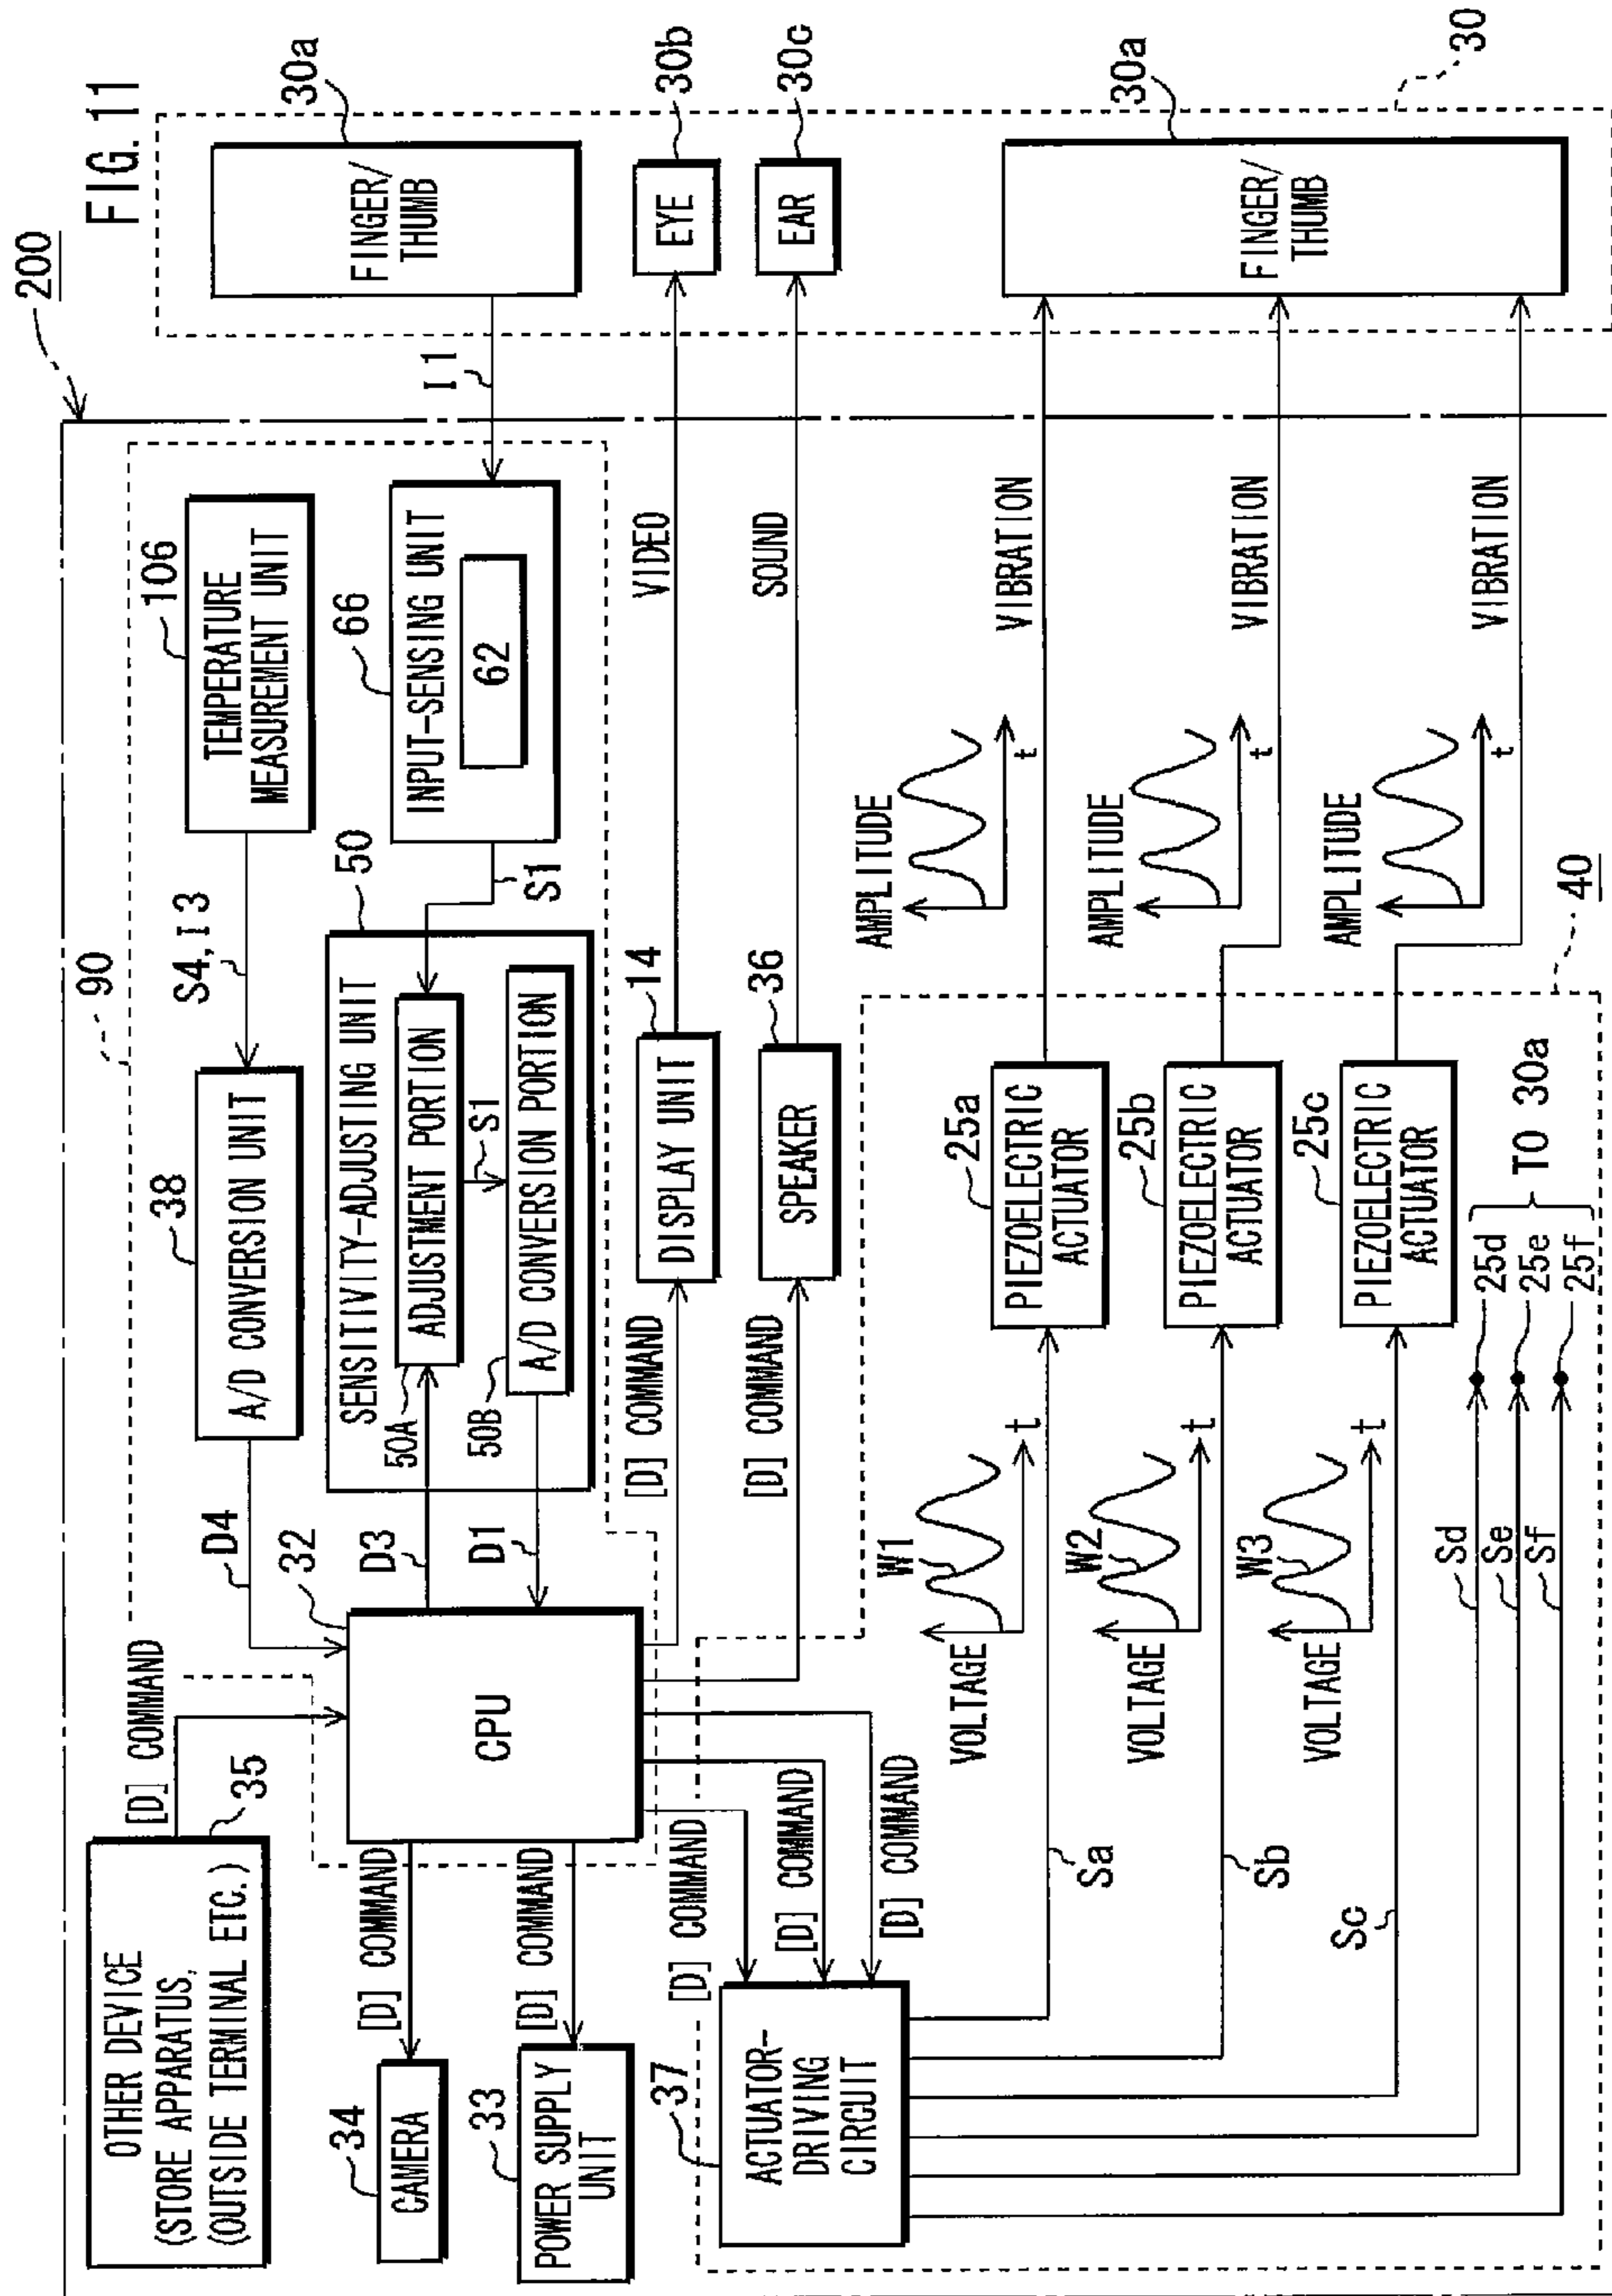 FIG. 11
200
OTHER DEVICE
(STORE APPARATUS,
(OUTSIDE TERMINAL ETC.)
35
[D] COMMAND
90
D4
38
A/D CONVERSION UNIT
S4, I3
106
TEMPERATURE
MEASUREMENT UNIT
34
CAMERA
[D] COMMAND
33
POWER SUPPLY
UNIT
[D] COMMAND
32
CPU
D3
D1
50
SENSITIVITY-ADJUSTING UNIT
50A
ADJUSTMENT PORTION
S1
50B
A/D CONVERSION PORTION
S1
66
INPUT-SENSING UNIT
62
I1
30a
FINGER/
THUMB
[D] COMMAND
14
DISPLAY UNIT
VIDEO
EYE
30b
[D] COMMAND
36
SPEAKER
SOUND
EAR
30c
37
ACTUATOR-
DRIVING
CIRCUIT
[D] COMMAND
[D] COMMAND
[D] COMMAND
Sa
VOLTAGE
W1
t
25a
PIEZOELECTRIC
ACTUATOR
AMPLITUDE
t
VIBRATION
Sb
VOLTAGE
W2
t
25b
PIEZOELECTRIC
ACTUATOR
AMPLITUDE
t
VIBRATION
Sc
VOLTAGE
W3
t
25c
PIEZOELECTRIC
ACTUATOR
AMPLITUDE
t
VIBRATION
30a
FINGER/
THUMB
30
Sd
25d
Se
25e
Sf
25f
TO 30a
40